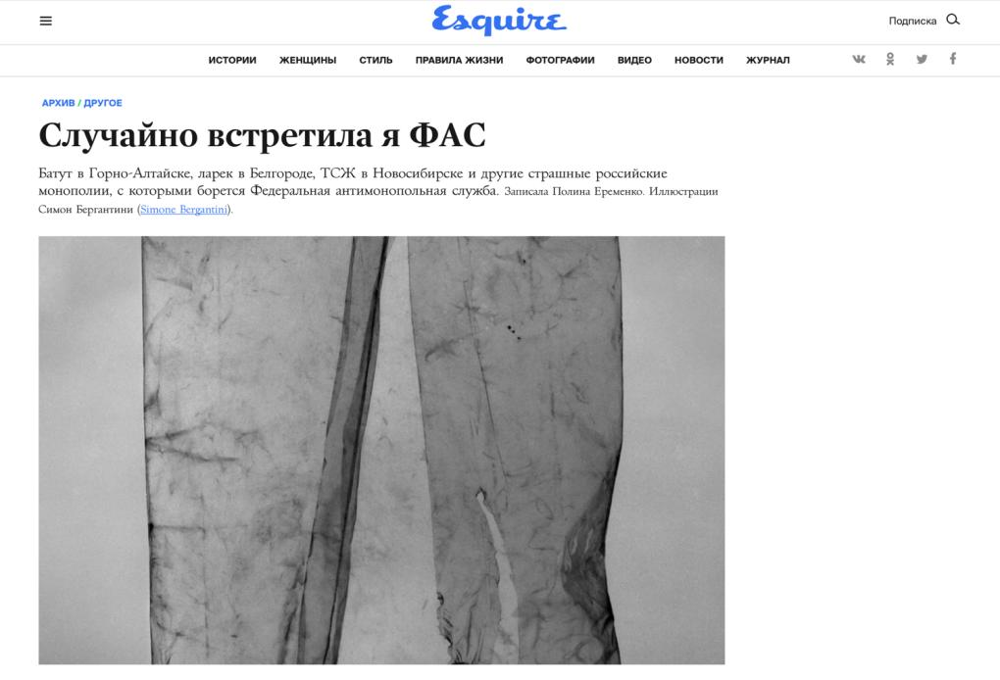 Esquire
Подписка
ИСТОРИИ ЖЕНЩИНЫ СТИЛЬ ПРАВИЛА ЖИЗНИ ФОТОГРАФИИ ВИДЕО НОВОСТИ ЖУРНАЛ
АРХИВ / ДРУГОЕ
Случайно встретила я ФАС
Батут в Горно-Алтайске, ларек в Белгороде, ТСЖ в Новосибирске и другие страшные российские
монополии, с которыми борется Федеральная антимонопольная служба. Записала Полина Еременко. Иллюстрации
Симон Бергантини (Simone Bergantini).